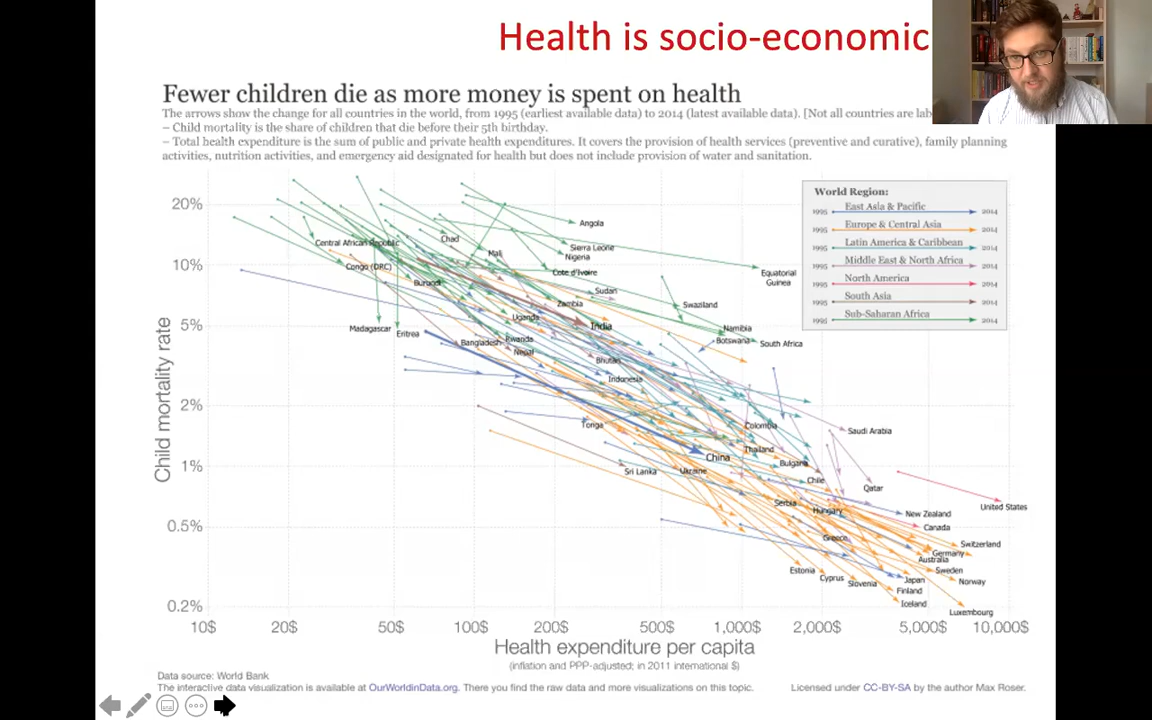 Health is socio-economic
Fewer children die as more money is spent on health
The arrows show the change for all countries in the world, from 1995 (earliest available data) to 2014 (latest available data). [Not all countries are
– Child mortality is the share of children that die before their 5th birthday.
– Total health expenditure is the sum of public and private health expenditures. It covers the provision of health services (preventive and curative), family planning
activities, nutrition activities, and emergency aid designated for health but does not include provision of water and sanitation.
World Region:
1995 East Asia & Pacific 2014
1995 Europe & Central Asia 2014
1995 Latin America & Caribbean 2014
1995 Middle East & North Africa 2014
1995 North America 2014
1995 South Asia 2014
1995 Sub-Saharan Africa 2014
Child mortality rate
20%
10%
5%
2%
1%
0.5%
0.2%
Angola
Central African Republic
Chad
Sierra Leone
Mali
Nigeria
Congo (DRC)
Cote d'Ivoire
Equatorial
Guinea
Burundi
Sudan
Zambia
Swaziland
Uganda
Madagascar
Eritrea
India
Namibia
Bangladesh
Rwanda
Botswana
South Africa
Nepal
Bhutan
Indonesia
Tonga
Colombia
Saudi Arabia
Thailand
China
Bulgaria
Sri Lanka
Ukraine
Chile
Qatar
Serbia
Hungary
United States
New Zealand
Canada
Greece
Switzerland
Germany
Australia
Estonia
Cyprus
Slovenia
Sweden
Japan
Norway
Finland
Iceland
Luxembourg
10$ 20$ 50$ 100$ 200$ 500$ 1,000$ 2,000$ 5,000$ 10,000$
Health expenditure per capita
(inflation and PPP-adjusted; in 2011 international $)
Data source: World Bank
The interactive data visualization is available at OurWorldinData.org. There you find the raw data and more visualizations on this topic.
Licensed under CC-BY-SA by the author Max Roser.